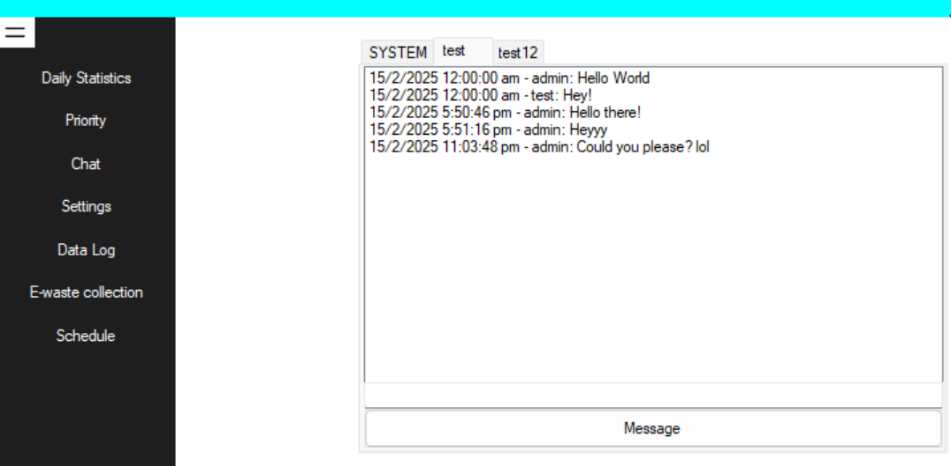 SYSTEM
test
test12
Daily Statistics
Priority
Chat
Settings
Data Log
E-waste collection
Schedule
15/2/2025 12:00:00 am - admin: Hello World
15/2/2025 12:00:00 am - test: Hey!
15/2/2025 5:50:46 pm - admin: Hello there!
15/2/2025 5:51:16 pm - admin: Heyyy
15/2/2025 11:03:48 pm - admin: Could you please? lol
Message